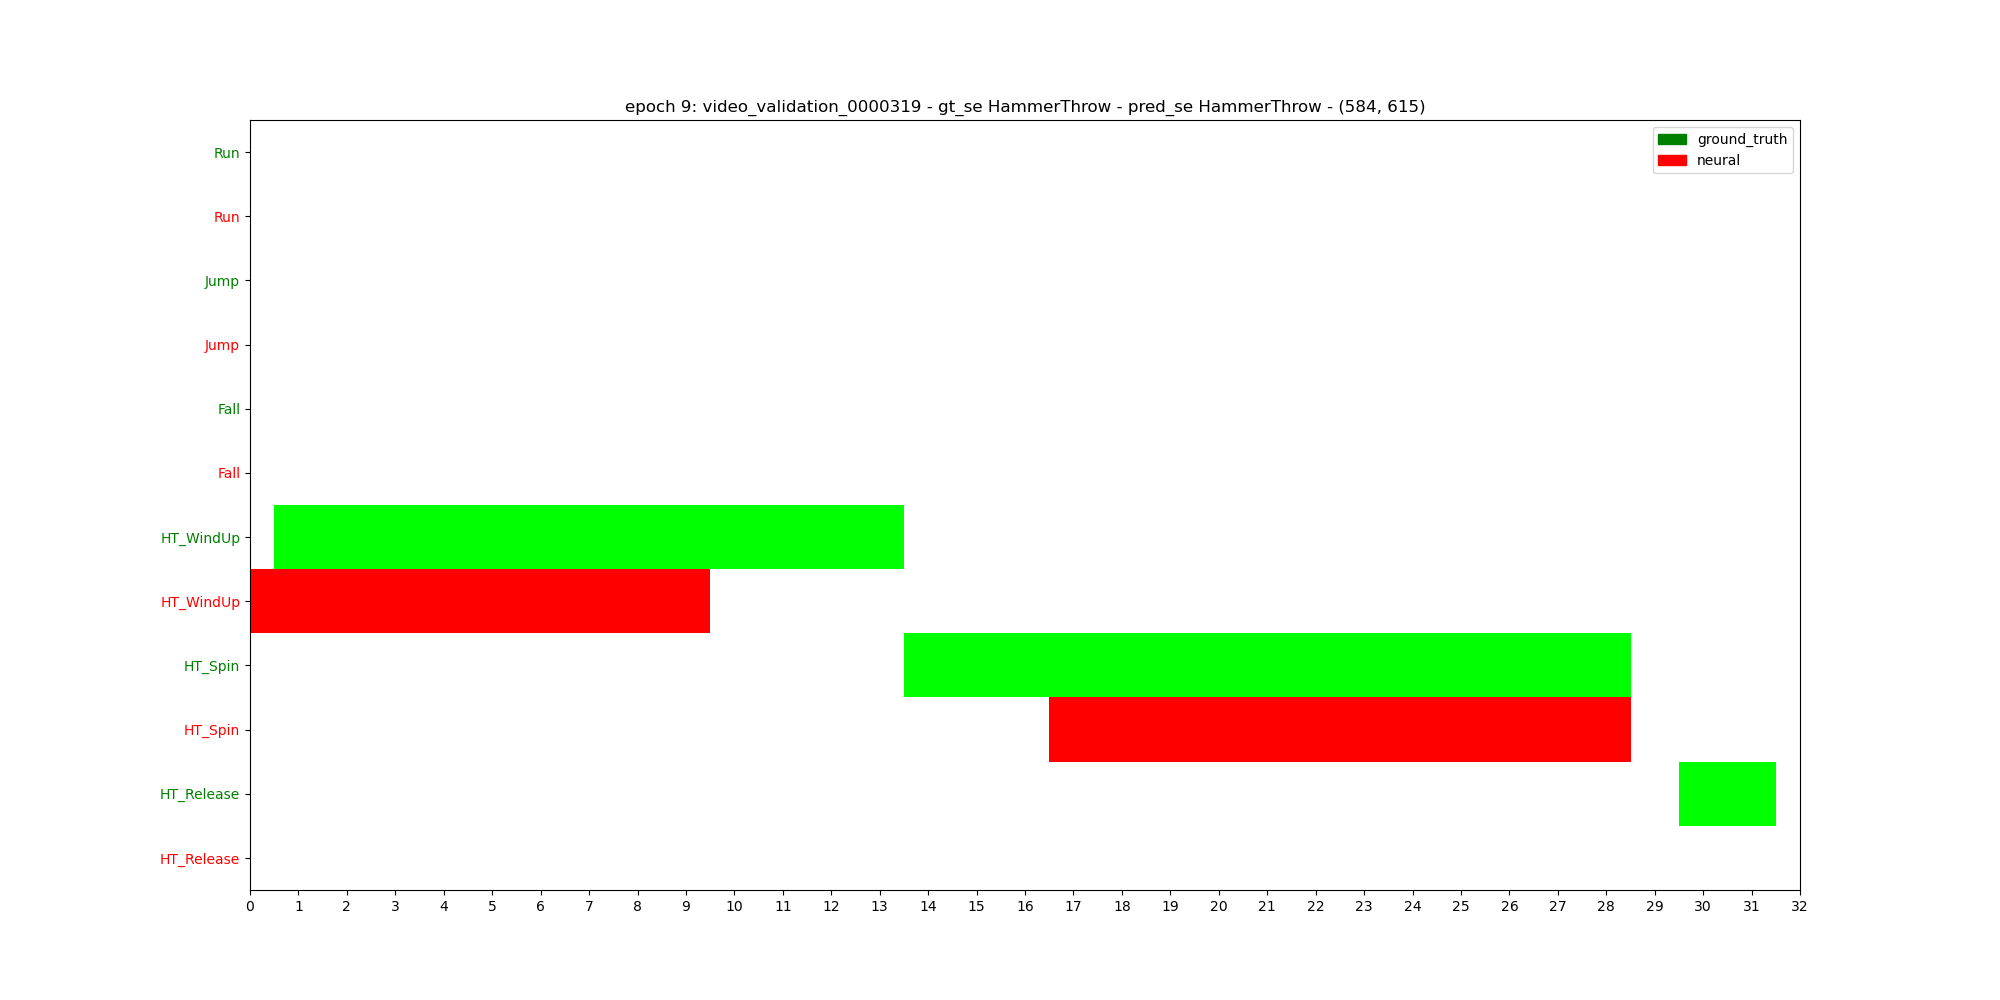 epoch 9: video_validation_0000319 - gt_se HammerThrow - pred_se HammerThrow - (584, 615)
ground_truth
neural
Run
Run
Jump
Jump
Fall
Fall
HT_WindUp
HT_WindUp
HT_Spin
HT_Spin
HT_Release
HT_Release
0 1 2 3 4 5 6 7 8 9 10 11 12 13 14 15 16 17 18 19 20 21 22 23 24 25 26 27 28 29 30 31 32